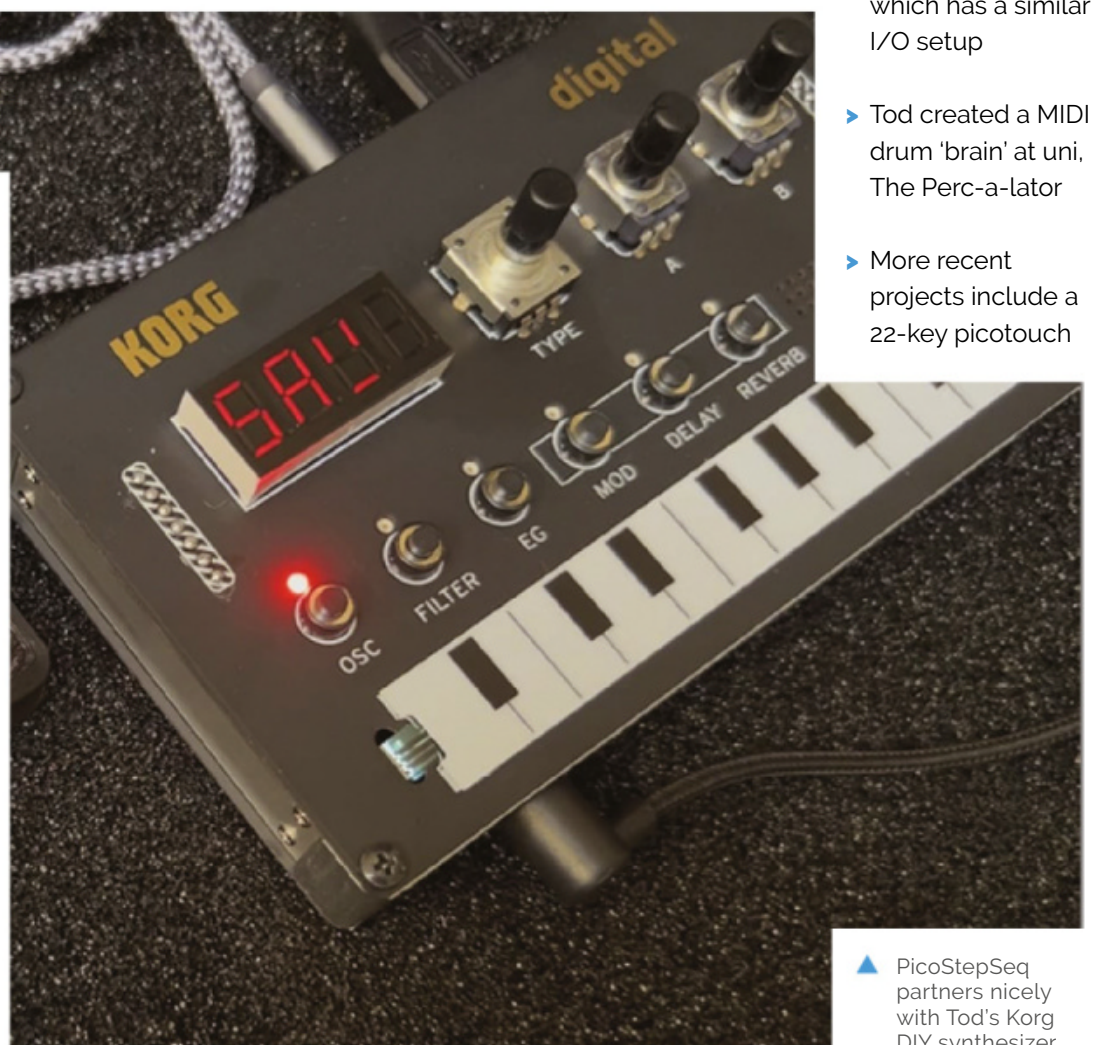 which has a similar
I/O setup
> Tod created a MIDI
drum ‘brain’ at uni,
The Perc-a-lator
> More recent
projects include a
22-key picotouch
digital
KORG
TYPE
A
B
OSC
FILTER
EG
MOD
DELAY
REVERB
PicoStepSeq
partners nicely
with Tod’s Korg
DIY synthesizer